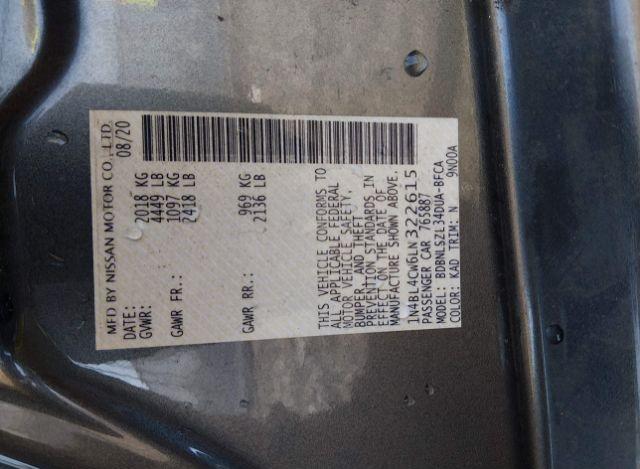 MFD BY NISSAN MOTOR CO., LTD.
DATE: 08/20
GVWR: 2018 KG
4449 LB
GAWR FR.: 1097 KG
2418 LB
GAWR RR.: 969 KG
2136 LB
THIS VEHICLE CONFORMS TO
ALL APPLICABLE FEDERAL
MOTOR VEHICLE SAFETY,
BUMPER, AND THEFT
PREVENTION STANDARDS IN
EFFECT ON THE DATE OF
MANUFACTURE SHOWN ABOVE.
1N4BL4CW6LN322615
PASSENGER CAR 765887
MODEL: BDBNLSZL34DUA-BFCA
COLOR: KAD TRIM: N 9N00A